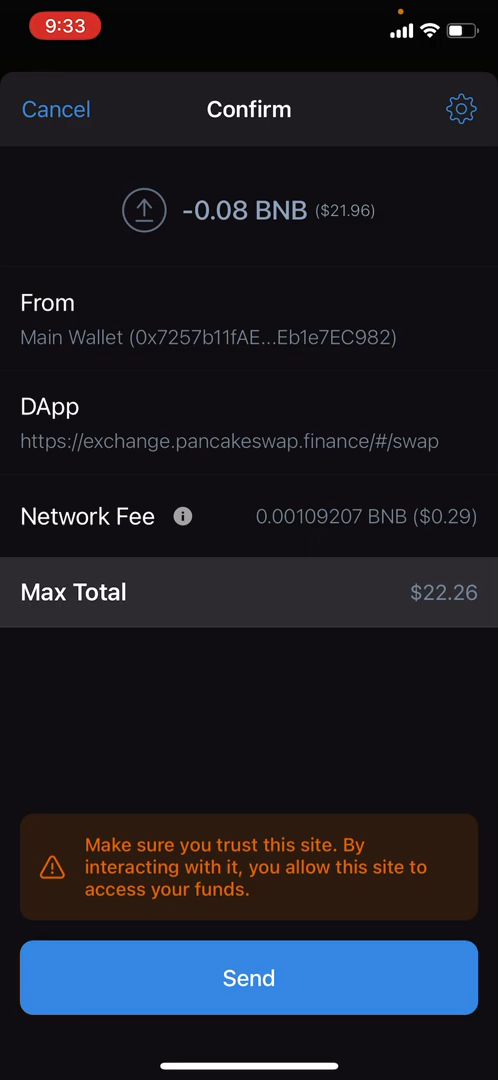 9:33
Cancel
Confirm
-0.08 BNB ($21.96)
From
Main Wallet (0x7257b11fAE...Eb1e7EC982)
DApp
https://exchange.pancakeswap.finance/#/swap
Network Fee
0.00109207 BNB ($0.29)
Max Total
$22.26
Make sure you trust this site. By
interacting with it, you allow this site to
access your funds.
Send